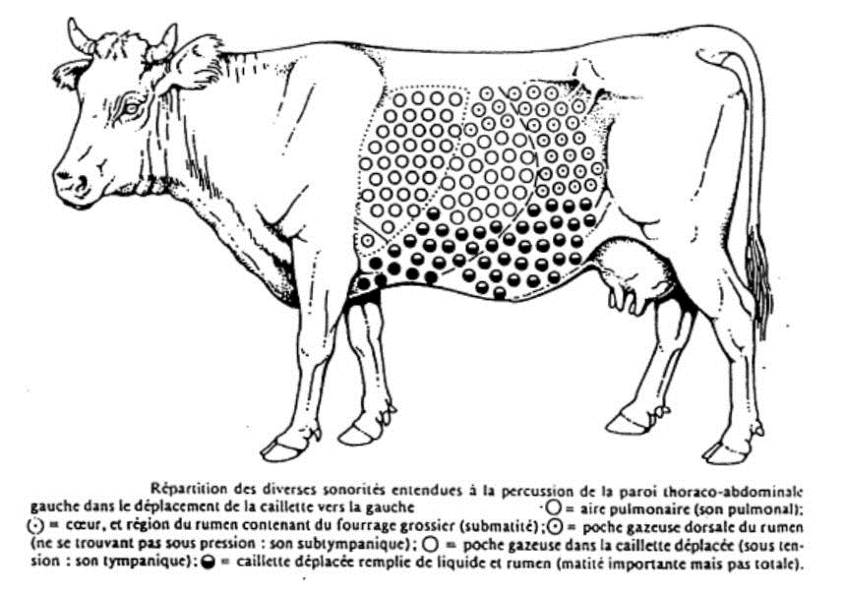 Répartition des diverses sonorités entendues à la percussion de la paroi thoraco-abdominale
gauche dans le déplacement de la caillette vers la gauche ·O = aire pulmonaire (son pulmonal);
⊙ = cœur, et région du rumen contenant du fourrage grossier (submatité); ⊙ = poche gazeuse dorsale du rumen
(ne se trouvant pas sous pression : son subtympanique); O = poche gazeuse dans la caillette déplacée (sous ten-
sion : son tympanique); ◒ = caillette déplacée remplie de liquide et rumen (matité importante mais pas totale).